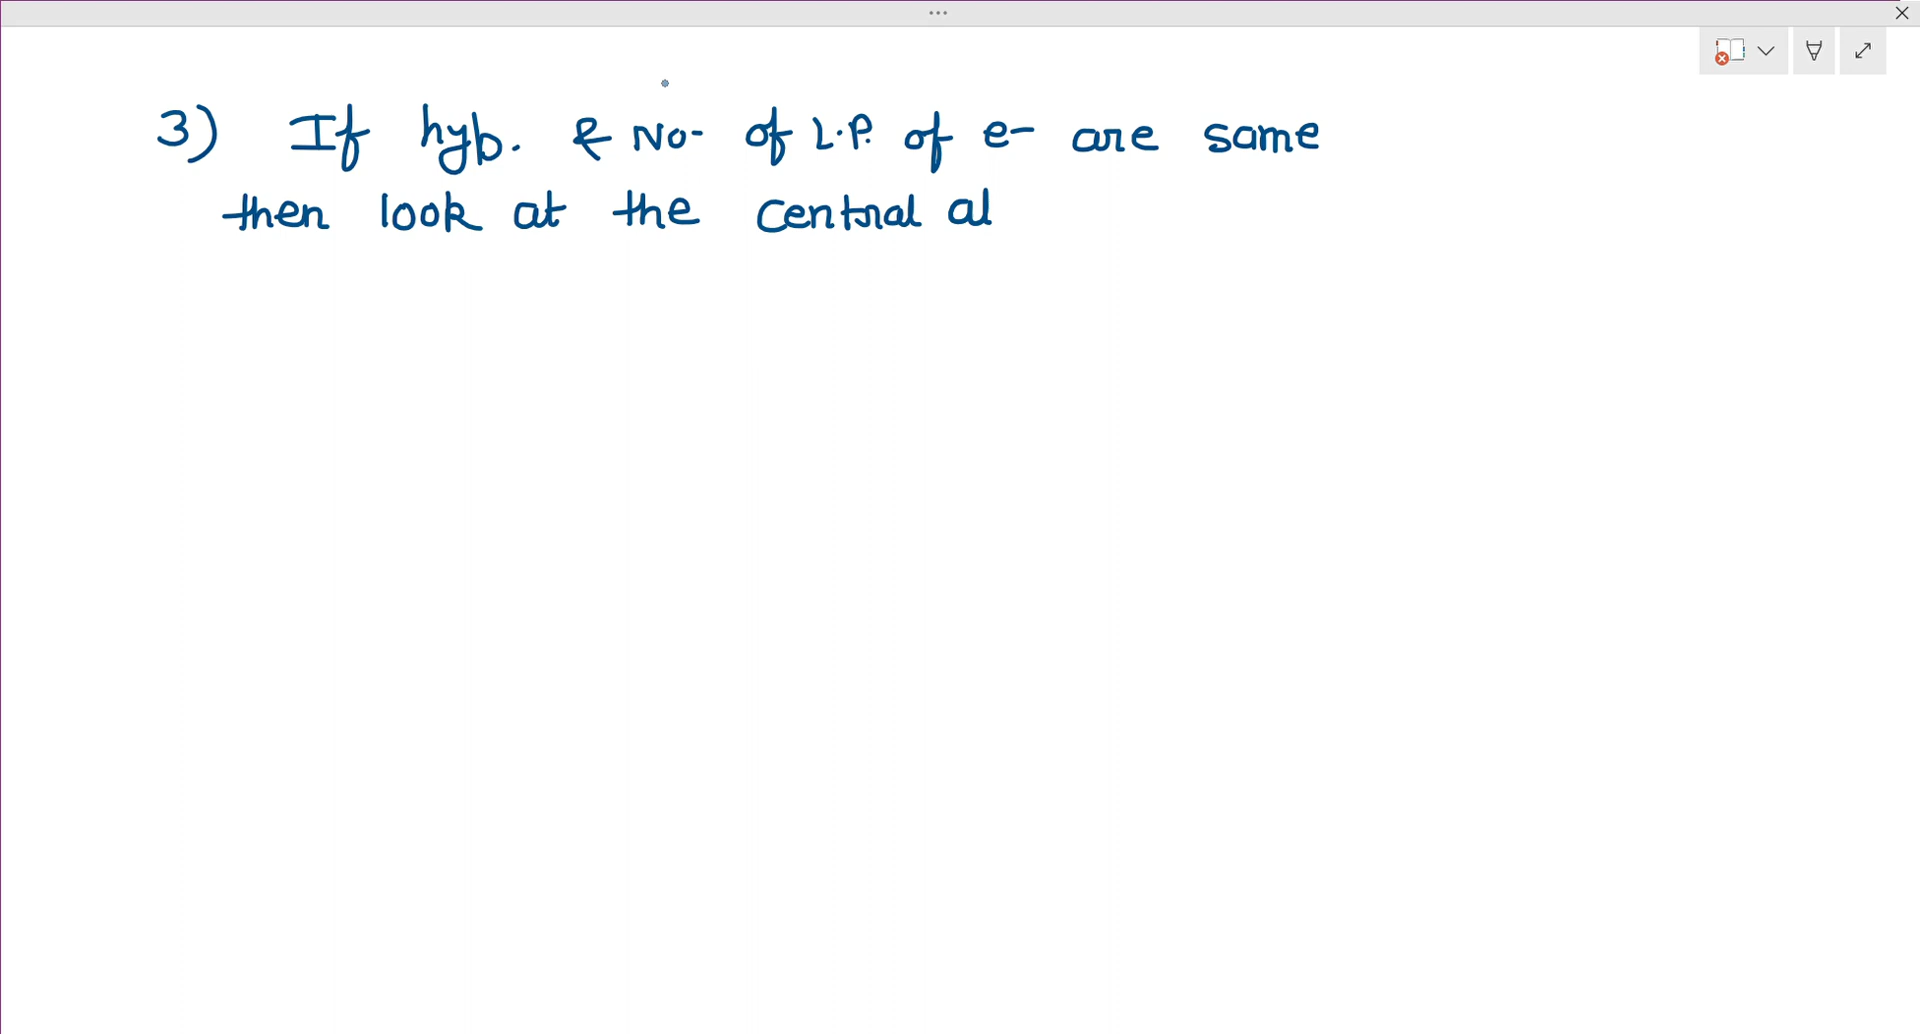 3) If hyb. & No- of L.P. of e- are same
then look at the central al